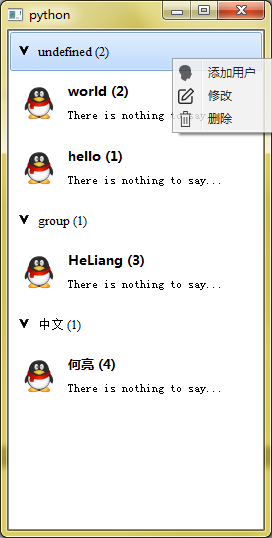 python
undefined (2)
添加用户
world (2)
修改
There is nothing to say...
删除
hello (1)
There is nothing to say...
group (1)
HeLiang (3)
There is nothing to say...
中文 (1)
何亮 (4)
There is nothing to say...